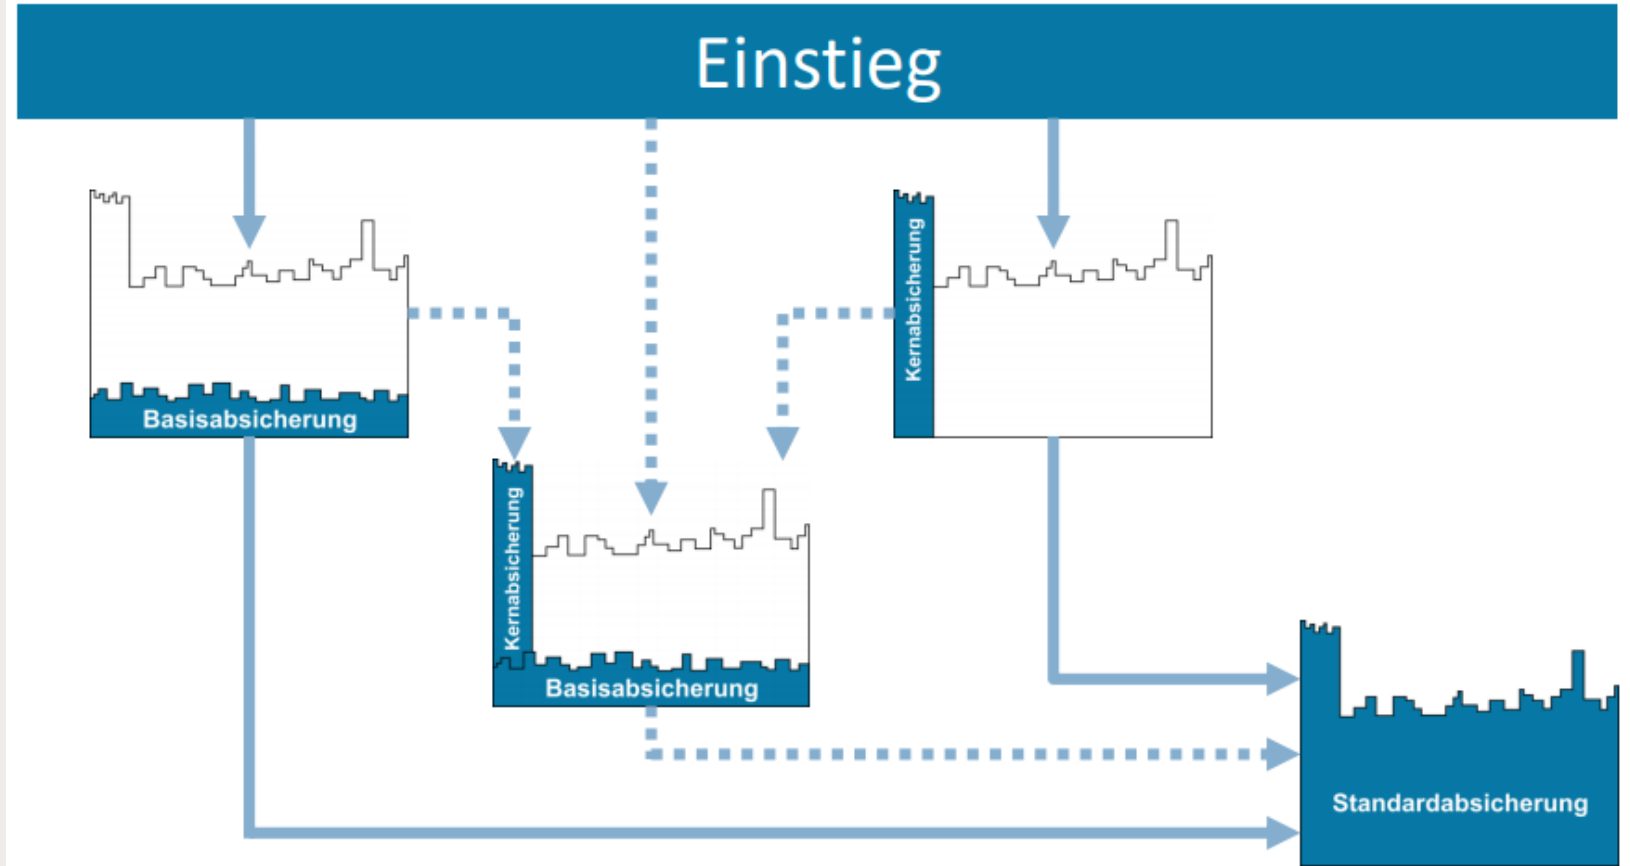 Einstieg
Basisabsicherung
Kernabsicherung
Kernabsicherung
Basisabsicherung
Standardabsicherung